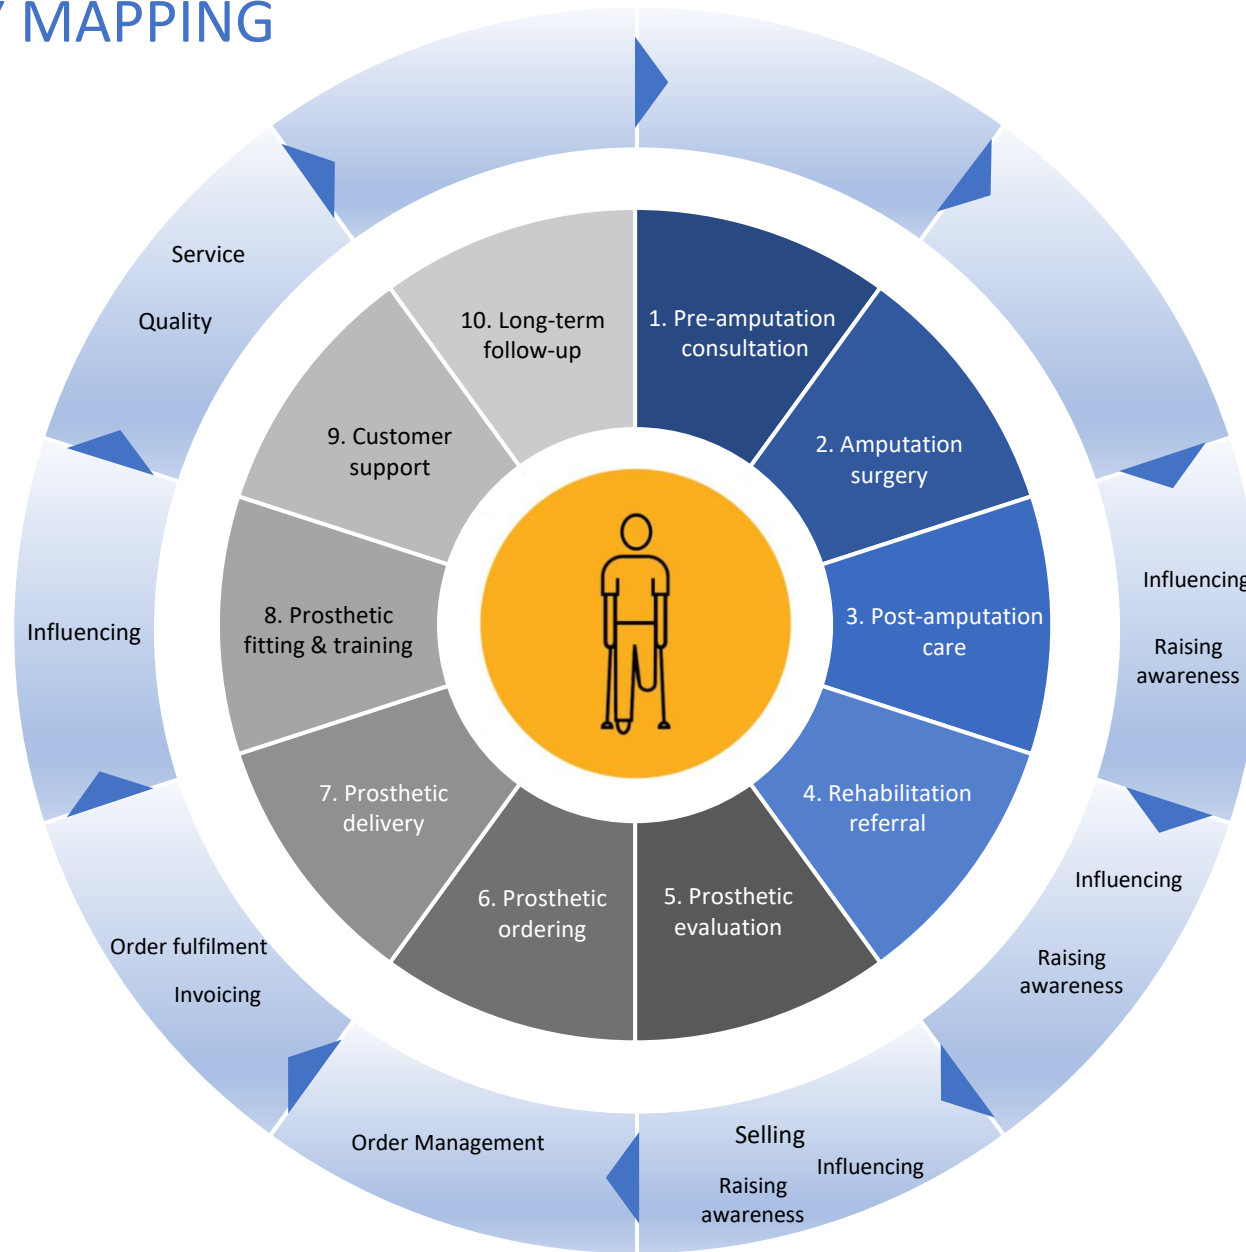 MAPPING
1. Pre-amputation
consultation
2. Amputation
surgery
3. Post-amputation
care
4. Rehabilitation
referral
5. Prosthetic
evaluation
6. Prosthetic
ordering
7. Prosthetic
delivery
8. Prosthetic
fitting & training
9. Customer
support
10. Long-term
follow-up
Influencing
Raising
awareness
Influencing
Raising
awareness
Selling
Influencing
Raising
awareness
Order Management
Order fulfilment
Invoicing
Influencing
Service
Quality